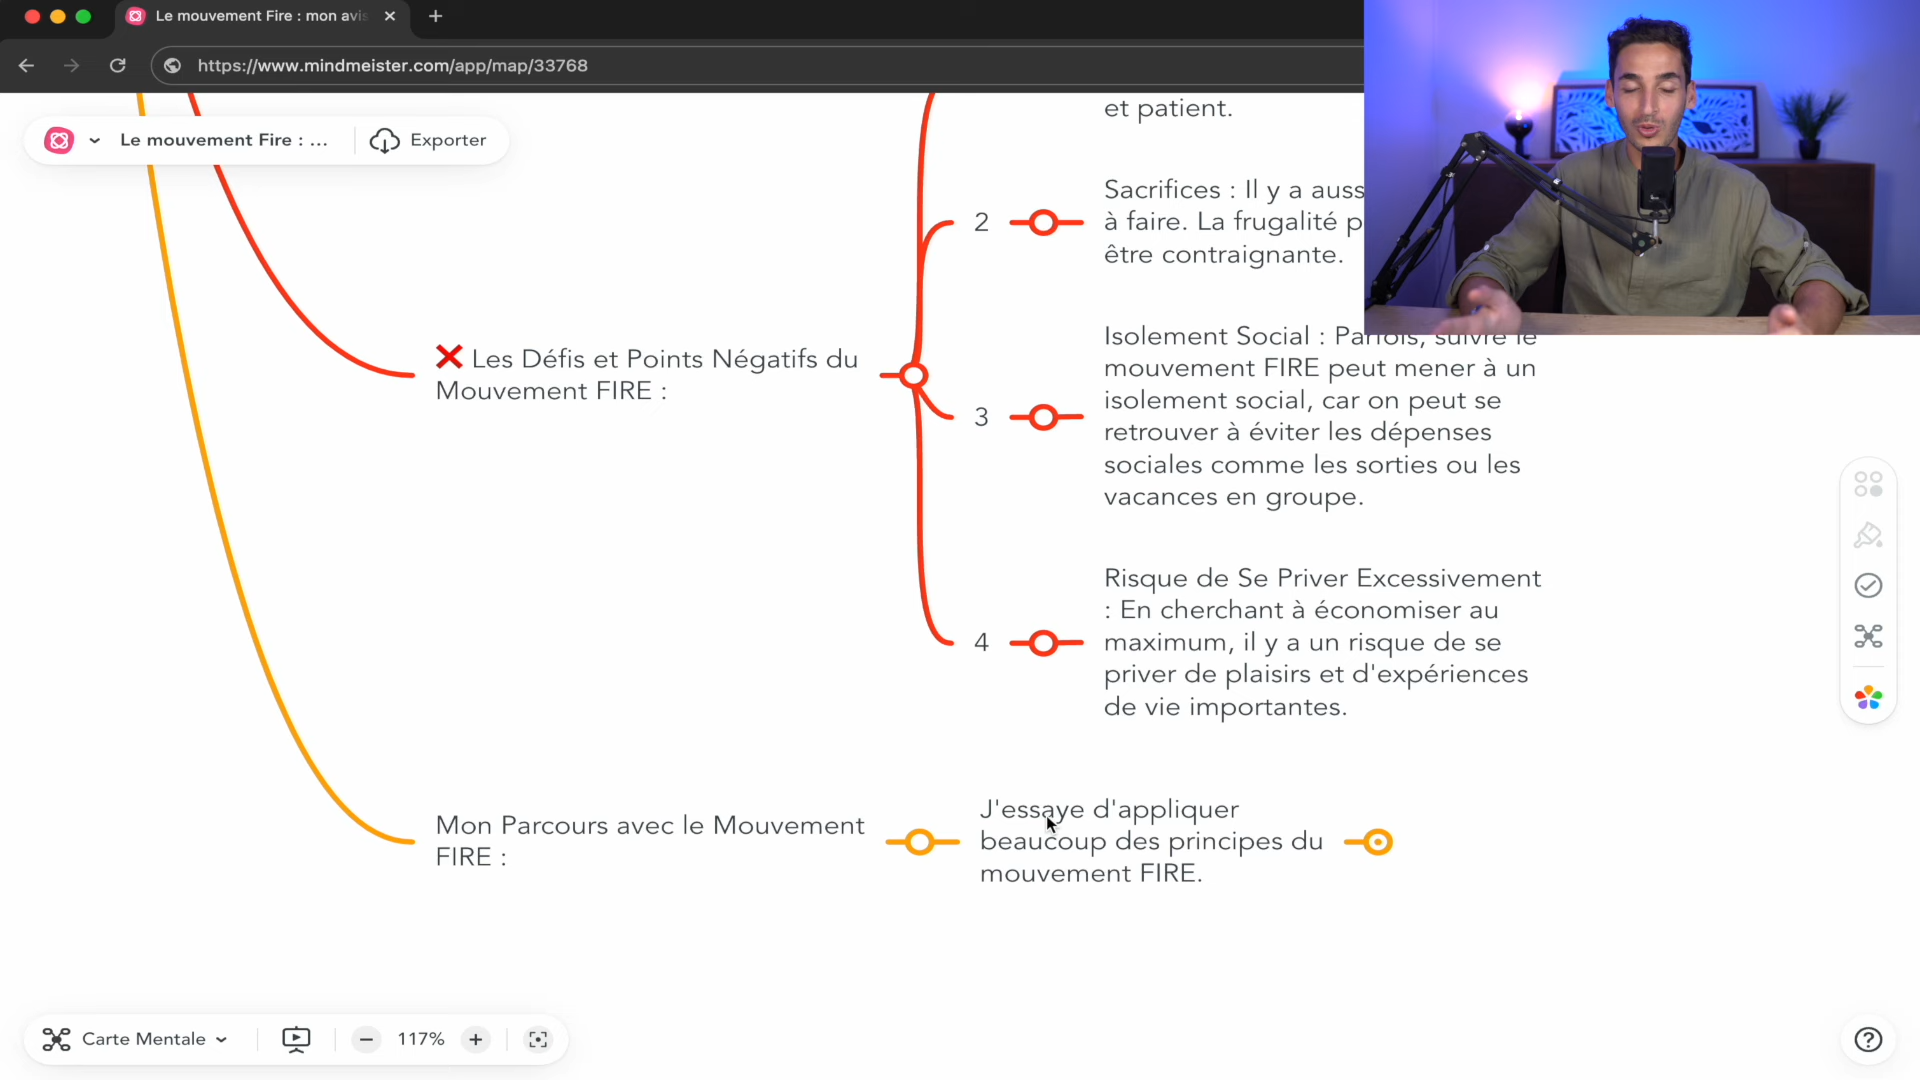 Le mouvement Fire : mon avis
https://www.mindmeister.com/app/map/33768
Le mouvement Fire : ...
Exporter
et patient.
2
Sacrifices : Il y a auss
à faire. La frugalité p
être contraignante.
❌ Les Défis et Points Négatifs du
Mouvement FIRE :
3
Isolement Social : Parfois, suivre le
mouvement FIRE peut mener à un
isolement social, car on peut se
retrouver à éviter les dépenses
sociales comme les sorties ou les
vacances en groupe.
4
Risque de Se Priver Excessivement
: En cherchant à économiser au
maximum, il y a un risque de se
priver de plaisirs et d'expériences
de vie importantes.
Mon Parcours avec le Mouvement
FIRE :
J'essaye d'appliquer
beaucoup des principes du
mouvement FIRE.
Carte Mentale
117%